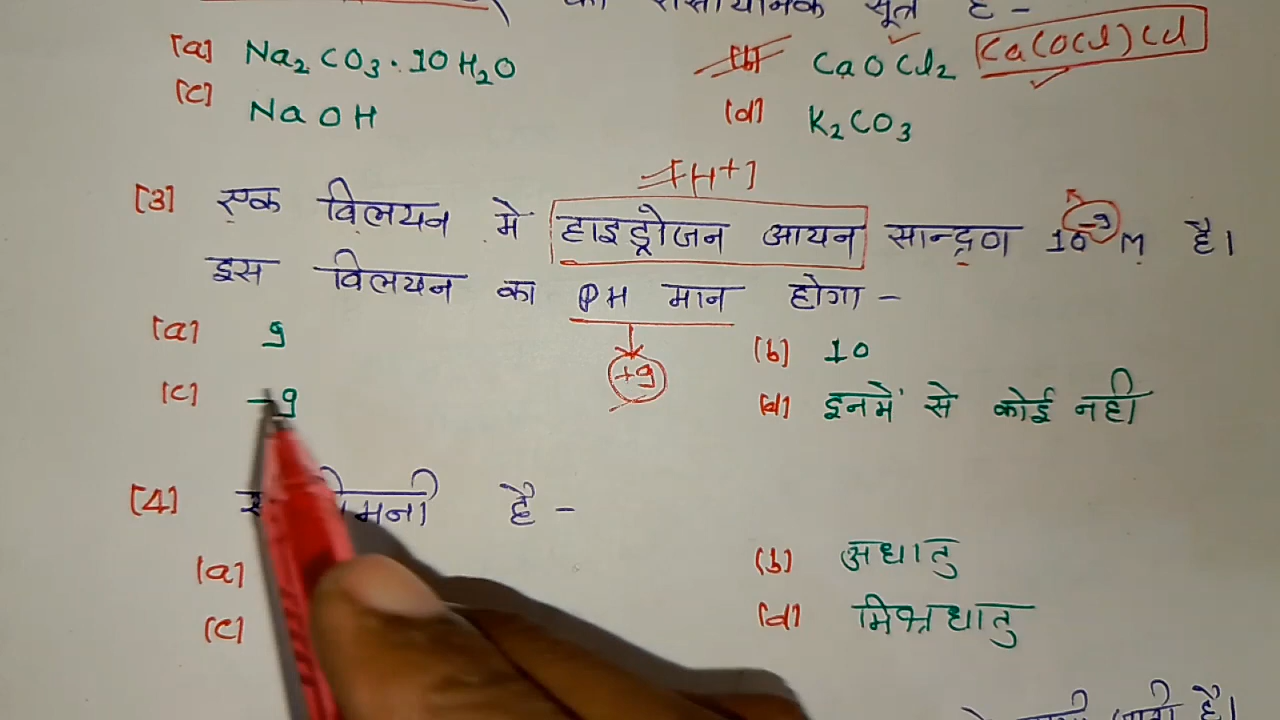 का रासायनिक सूत्र है -
[a] Na2CO3·10H2O [b] CaOCl2 Ca(OCl)Cl
[c] NaOH [d] K2CO3
[H+]
[3] एक विलयन मे हाइड्रोजन आयन सान्द्रण 10-9 M है।
इस विलयन का PH मान होगा -
[a] 9 [b] 10
+9
[c] -9 [d] इनमें से कोई नही
[4] है -
[a] [b] अधातु
[c] [d] मिश्रधातु